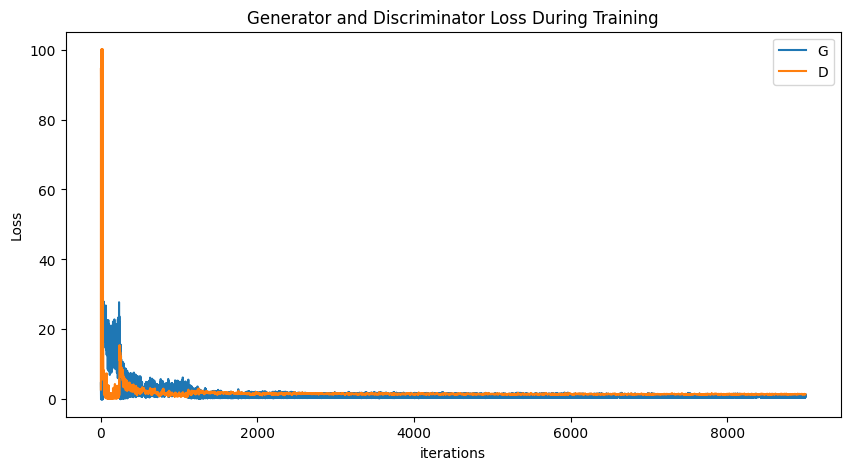 Generator and Discriminator Loss During Training
G
D
100
80
60
40
20
0
Loss
0 2000 4000 6000 8000
iterations